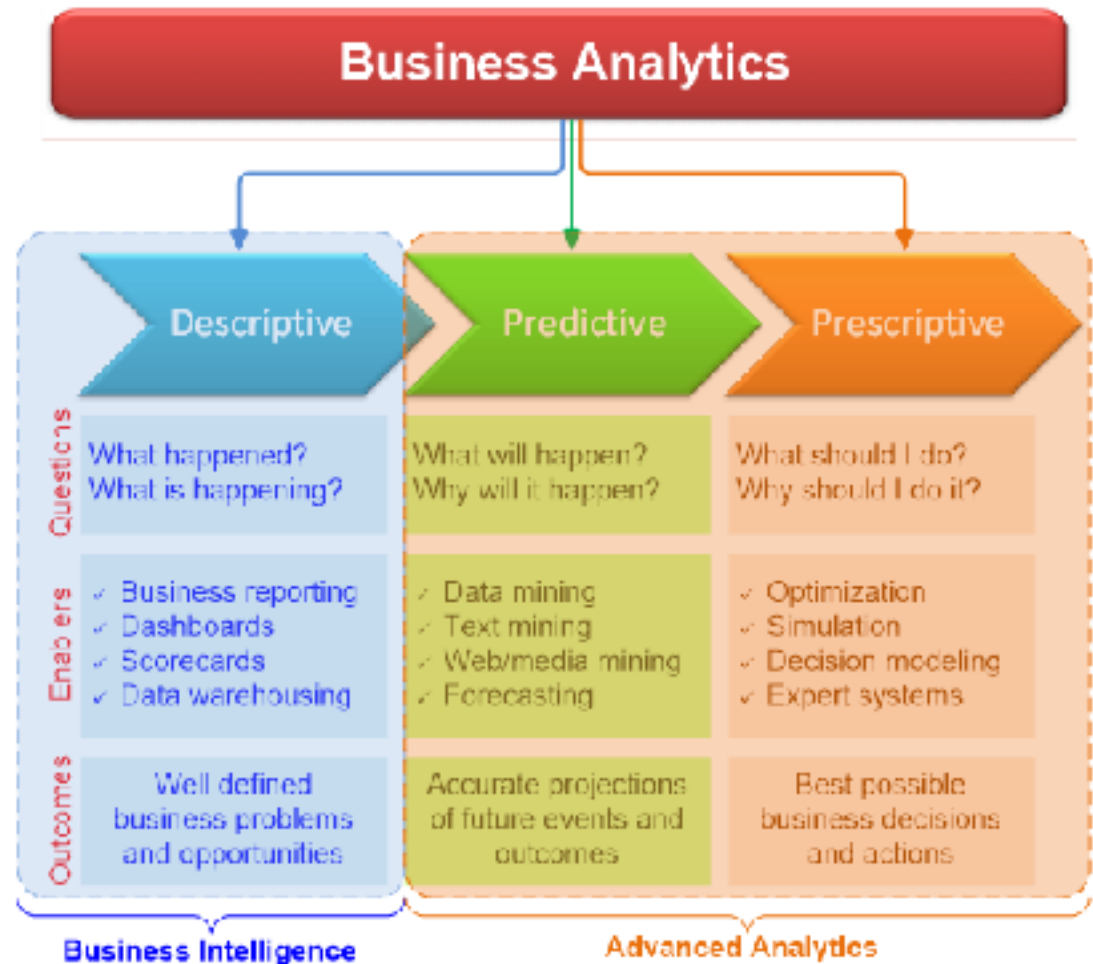 Business Analytics
Descriptive
Predictive
Prescriptive
Questions
What happened?
What is happening?
What will happen?
Why will it happen?
What should I do?
Why should I do it?
Enablers
✓ Business reporting
✓ Dashboards
✓ Scorecards
✓ Data warehousing
✓ Data mining
✓ Text mining
✓ Web/media mining
✓ Forecasting
✓ Optimization
✓ Simulation
✓ Decision modeling
✓ Expert systems
Outcomes
Well defined
business problems
and opportunities
Accurate projections
of future events and
outcomes
Best possible
business decisions
and actions
Business Intelligence
Advanced Analytics